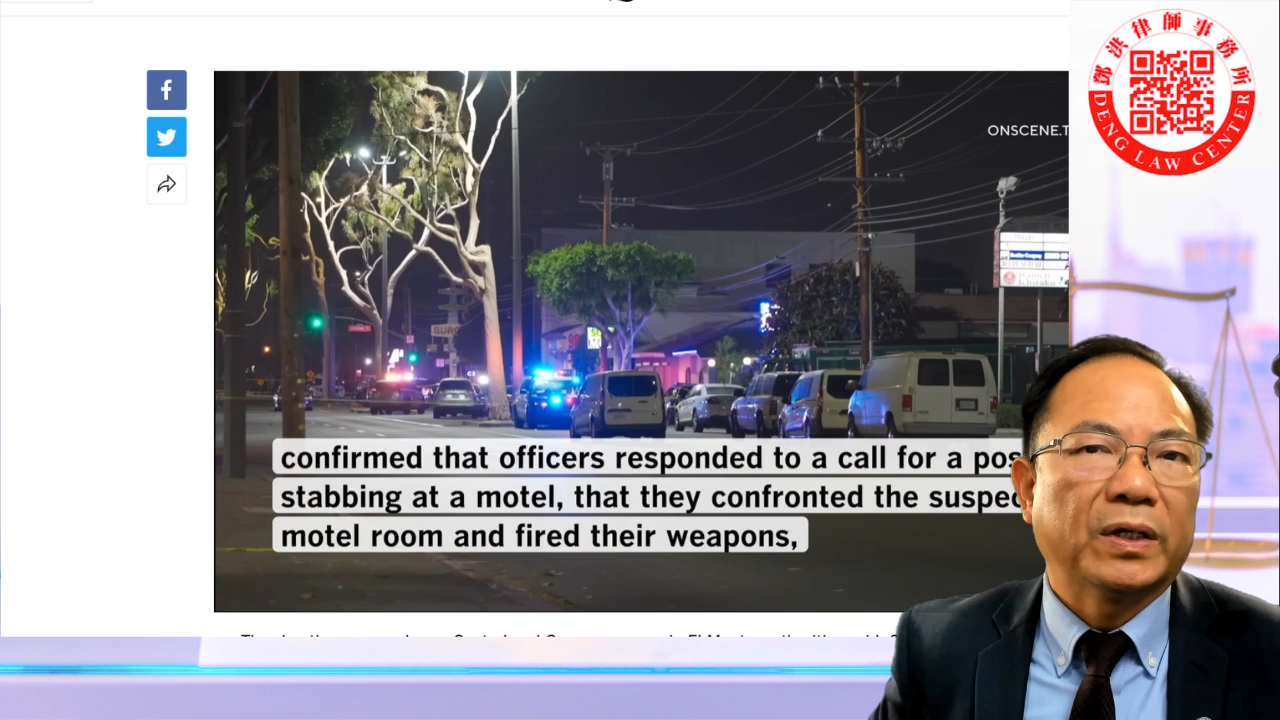 鄧洪律師事務所
DENG LAW CENTER
ONSCENE.T
confirmed that officers responded to a call for a pos
stabbing at a motel, that they confronted the suspec
motel room and fired their weapons,